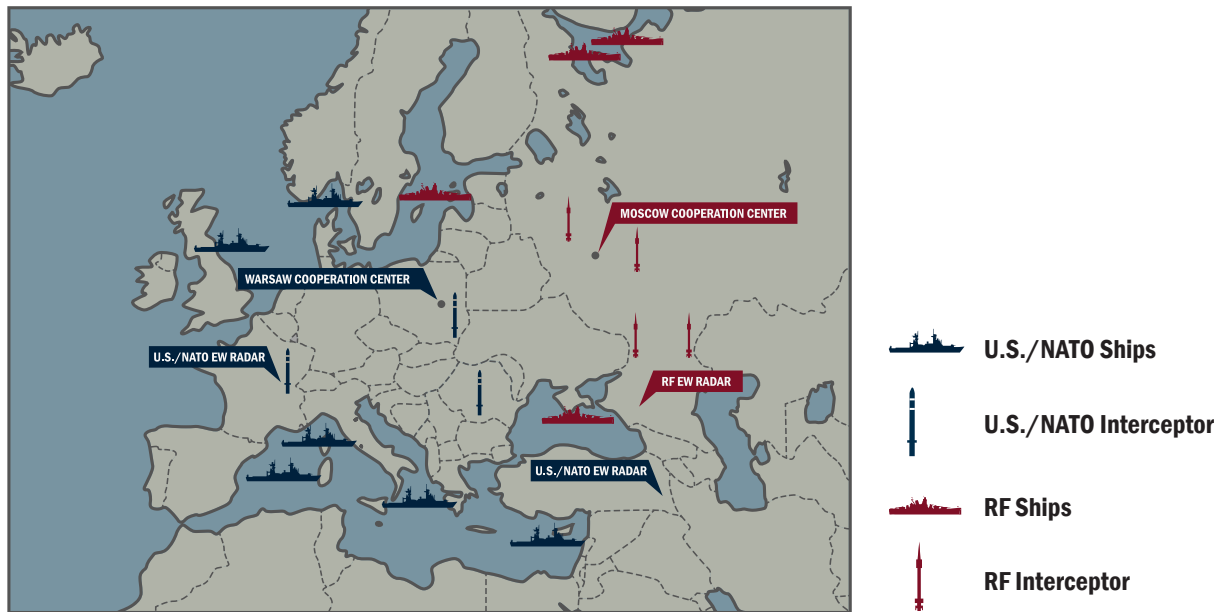 MOSCOW COOPERATION CENTER
WARSAW COOPERATION CENTER
U.S./NATO EW RADAR
RF EW RADAR
U.S./NATO EW RADAR
U.S./NATO Ships
U.S./NATO Interceptor
RF Ships
RF Interceptor